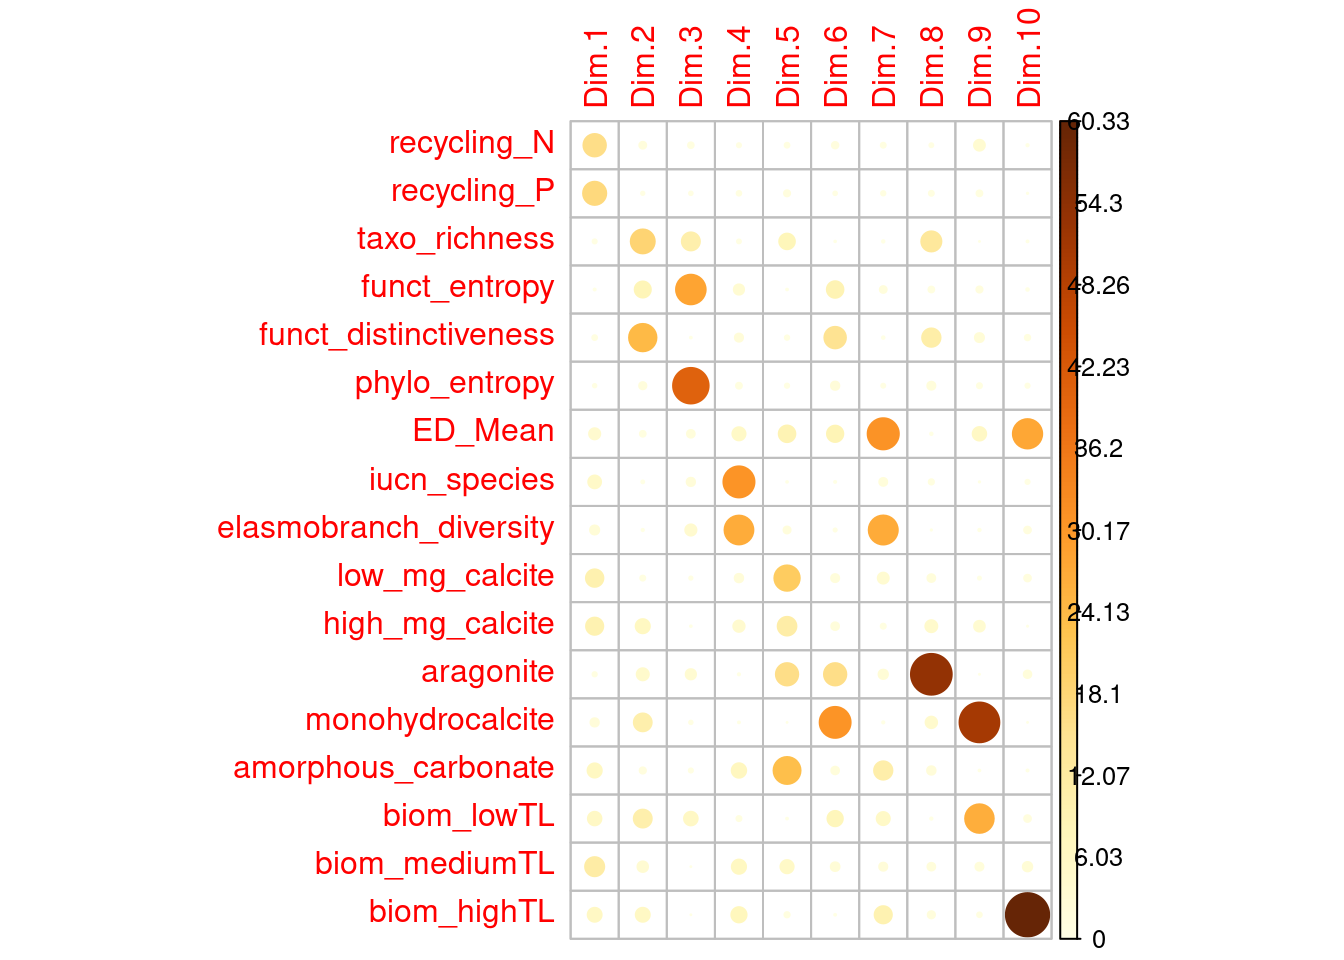 Dim.1 Dim.2 Dim.3 Dim.4 Dim.5 Dim.6 Dim.7 Dim.8 Dim.9 Dim.10
recycling_N
recycling_P
taxo_richness
funct_entropy
funct_distinctiveness
phylo_entropy
ED_Mean
iucn_species
elasmobranch_diversity
low_mg_calcite
high_mg_calcite
aragonite
monohydrocalcite
amorphous_carbonate
biom_lowTL
biom_mediumTL
biom_highTL
60.33
54.3
48.26
42.23
36.2
30.17
24.13
18.1
12.07
6.03
0